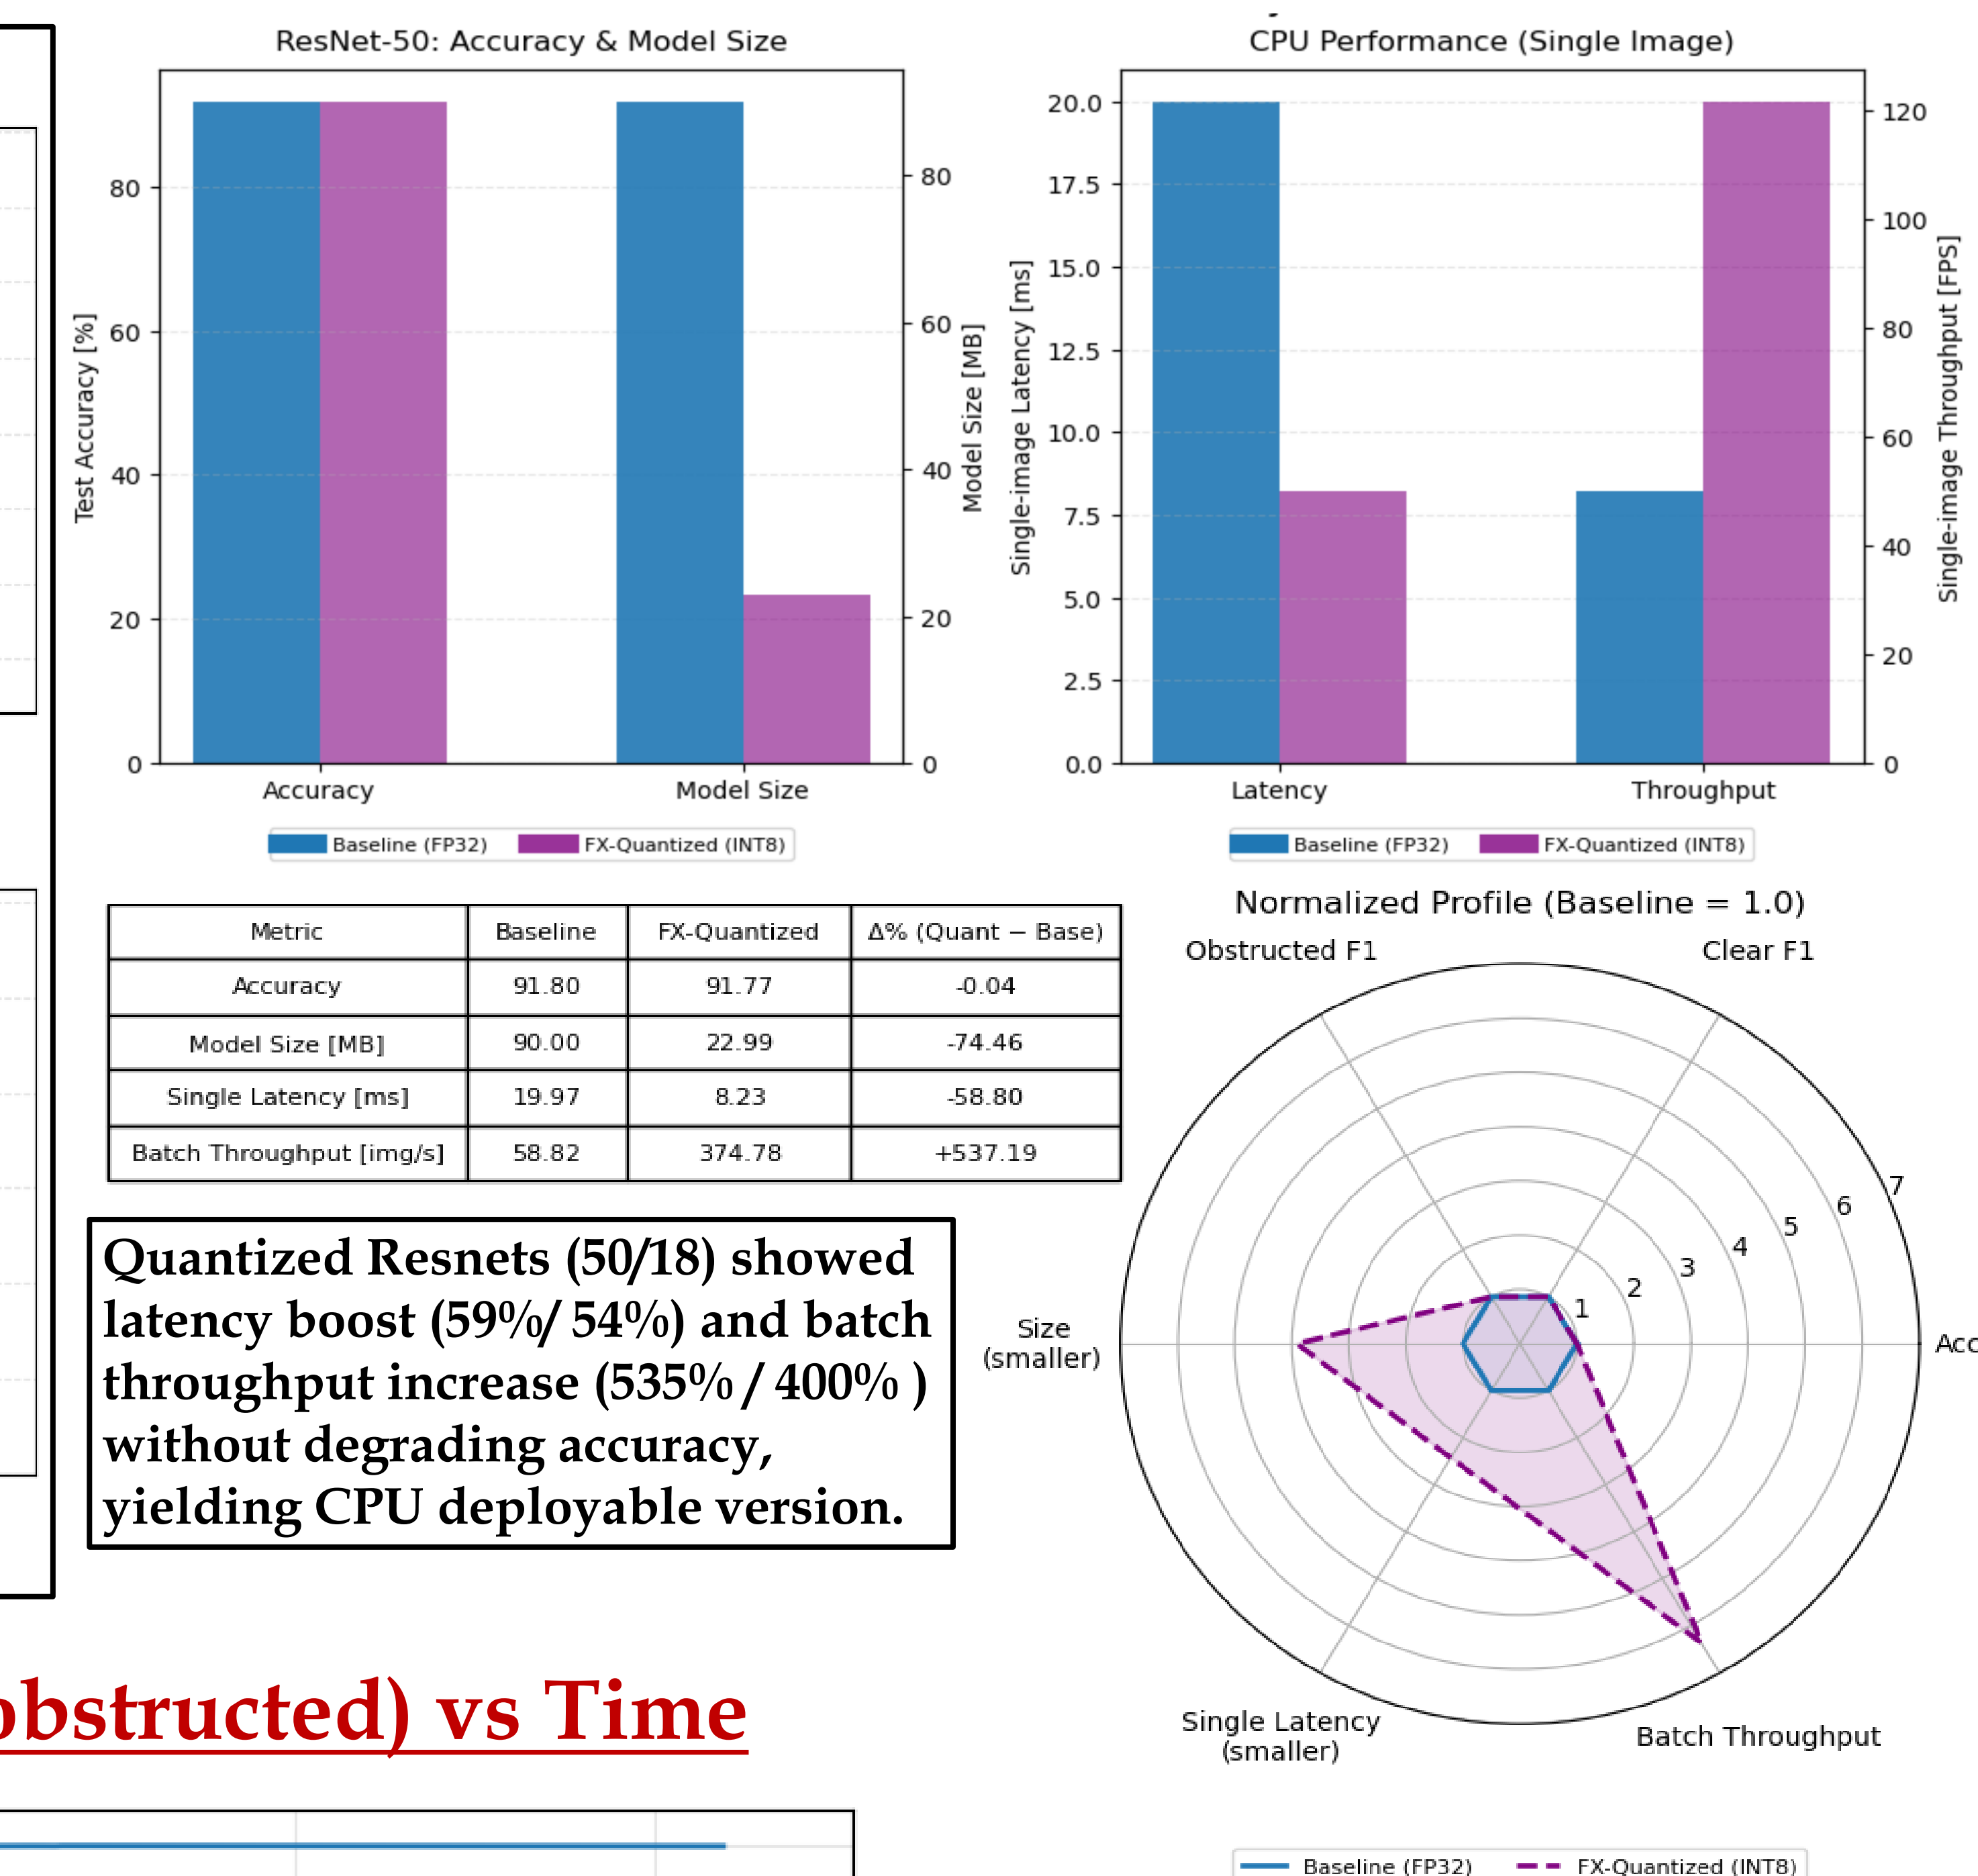 ResNet-50: Accuracy & Model Size
Test Accuracy [%]
80
60
40
20
0
80
60
40
20
0
Model Size [MB]
Accuracy
Model Size
Baseline (FP32)
FX-Quantized (INT8)
CPU Performance (Single Image)
Single-image Latency [ms]
20.0
17.5
15.0
12.5
10.0
7.5
5.0
2.5
0.0
120
100
80
60
40
20
0
Single-image Throughput [FPS]
Latency
Throughput
Baseline (FP32)
FX-Quantized (INT8)
Metric Baseline FX-Quantized Δ% (Quant − Base)
Accuracy 91.80 91.77 -0.04
Model Size [MB] 90.00 22.99 -74.46
Single Latency [ms] 19.97 8.23 -58.80
Batch Throughput [img/s] 58.82 374.78 +537.19
Quantized Resnets (50/18) showed
latency boost (59%/ 54%) and batch
throughput increase (535% / 400% )
without degrading accuracy,
yielding CPU deployable version.
Normalized Profile (Baseline = 1.0)
Obstructed F1
Clear F1
7
6
5
4
3
2
1
Size
(smaller)
Acc
Single Latency
(smaller)
Batch Throughput
Baseline (FP32)
FX-Quantized (INT8)
obstructed) vs Time